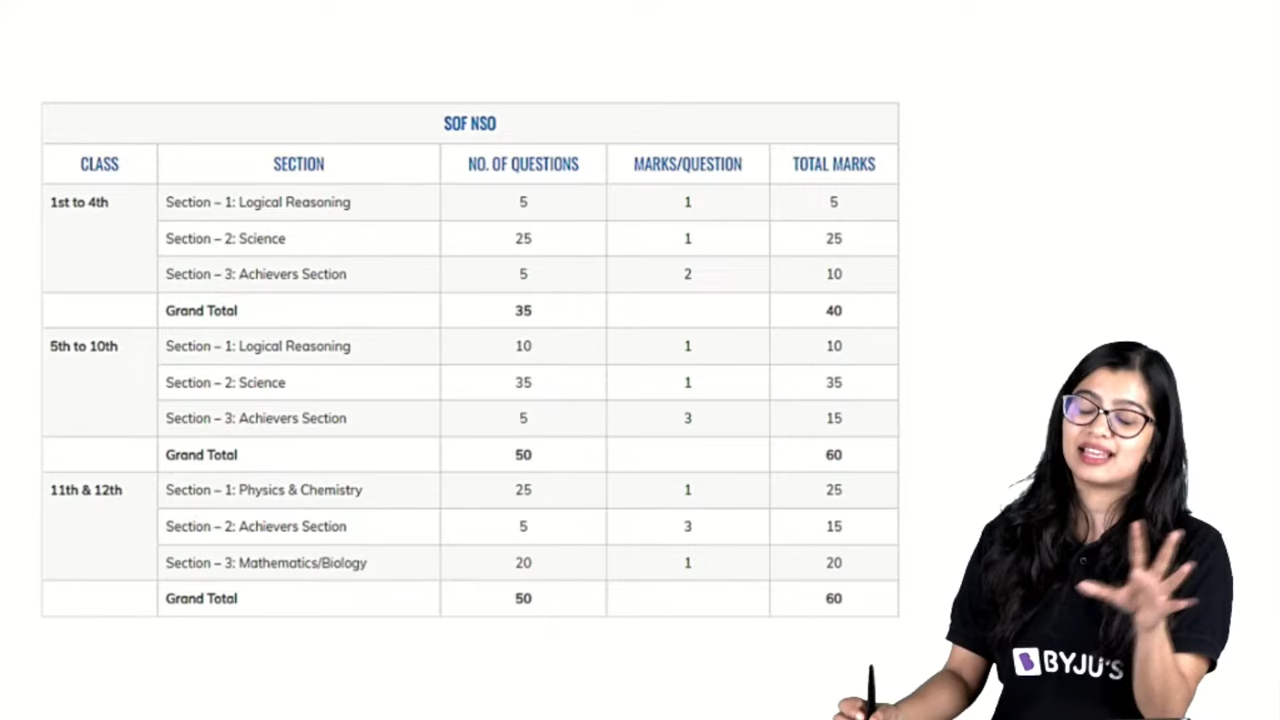 SOF NSO
CLASS SECTION NO. OF QUESTIONS MARKS/QUESTION TOTAL MARKS
1st to 4th Section – 1: Logical Reasoning 5 1 5
Section – 2: Science 25 1 25
Section – 3: Achievers Section 5 2 10
Grand Total 35 40
5th to 10th Section – 1: Logical Reasoning 10 1 10
Section – 2: Science 35 1 35
Section – 3: Achievers Section 5 3 15
Grand Total 50 60
11th & 12th Section – 1: Physics & Chemistry 25 1 25
Section – 2: Achievers Section 5 3 15
Section – 3: Mathematics/Biology 20 1 20
Grand Total 50 60
BYJU'S